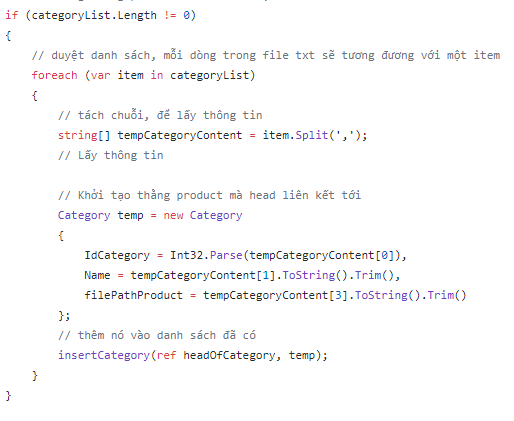 if (categoryList.Length != 0)
{
// duyệt danh sách, mỗi dòng trong file txt sẽ tương đương với một item
foreach (var item in categoryList)
{
// tách chuỗi, để lấy thông tin
string[] tempCategoryContent = item.Split(',');
// Lấy thông tin
// Khởi tạo thằng product mà head liên kết tới
Category temp = new Category
{
IdCategory = Int32.Parse(tempCategoryContent[0]),
Name = tempCategoryContent[1].ToString().Trim(),
filePathProduct = tempCategoryContent[3].ToString().Trim()
};
// thêm nó vào danh sách đã có
insertCategory(ref headOfCategory, temp);
}
}